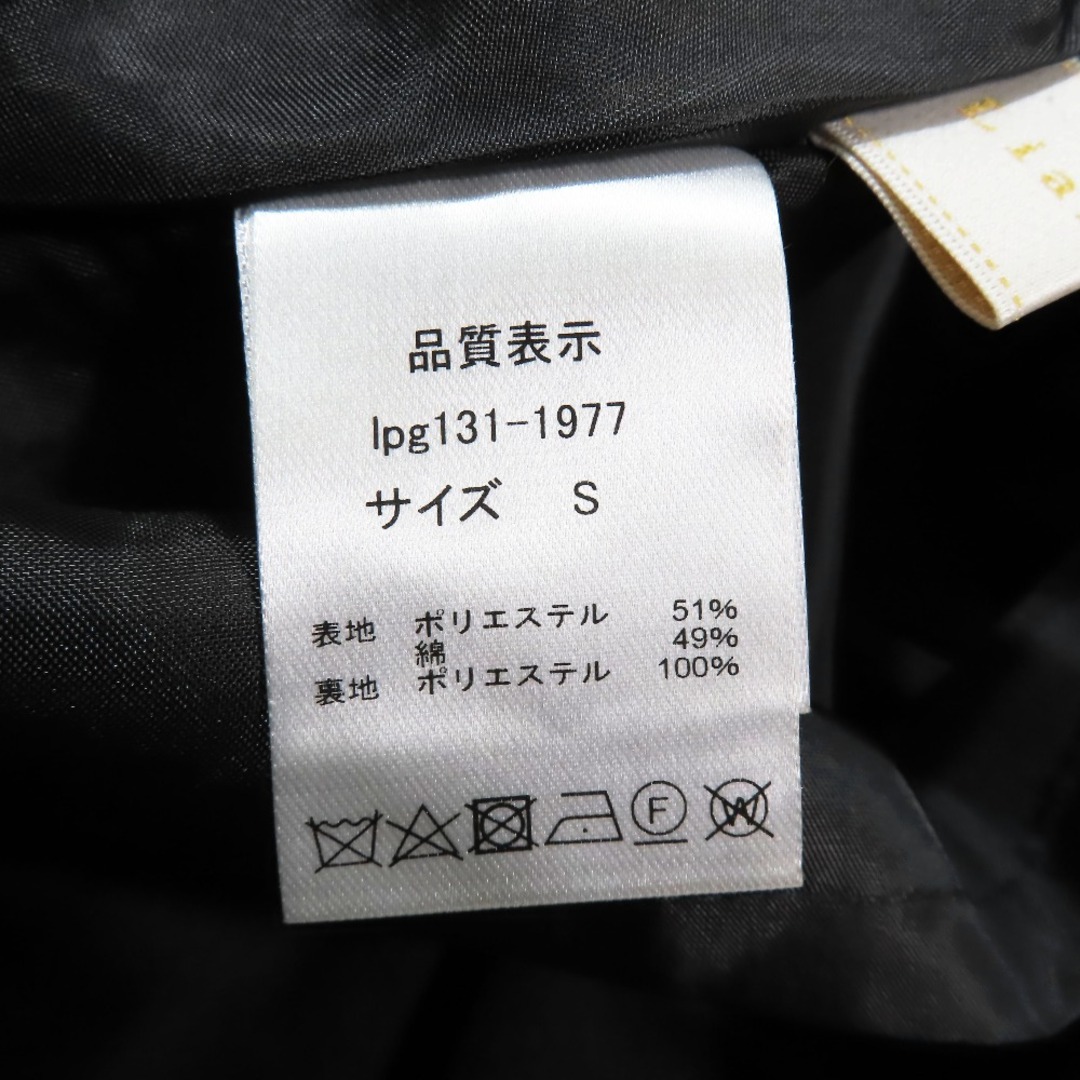 品質表示
lpg131-1977
サイズ S
表地 ポリエステル 51%
綿 49%
裏地 ポリエステル 100%
F W